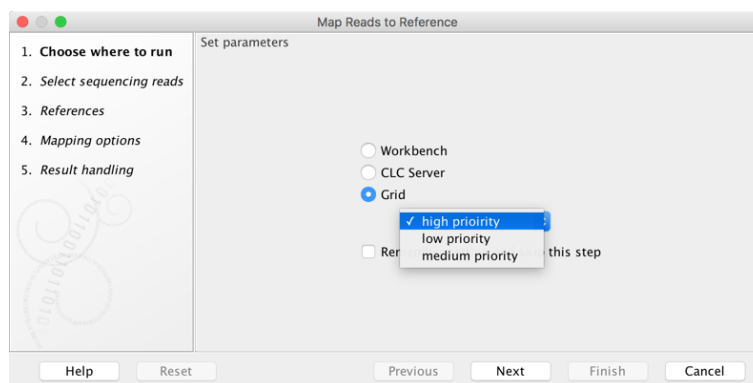 Map Reads to Reference
1. Choose where to run
2. Select sequencing reads
3. References
4. Mapping options
5. Result handling
Set parameters
Workbench
CLC Server
Grid
✓ high prioirity
low priority
medium priority
this step
Help
Reset
Previous
Next
Finish
Cancel